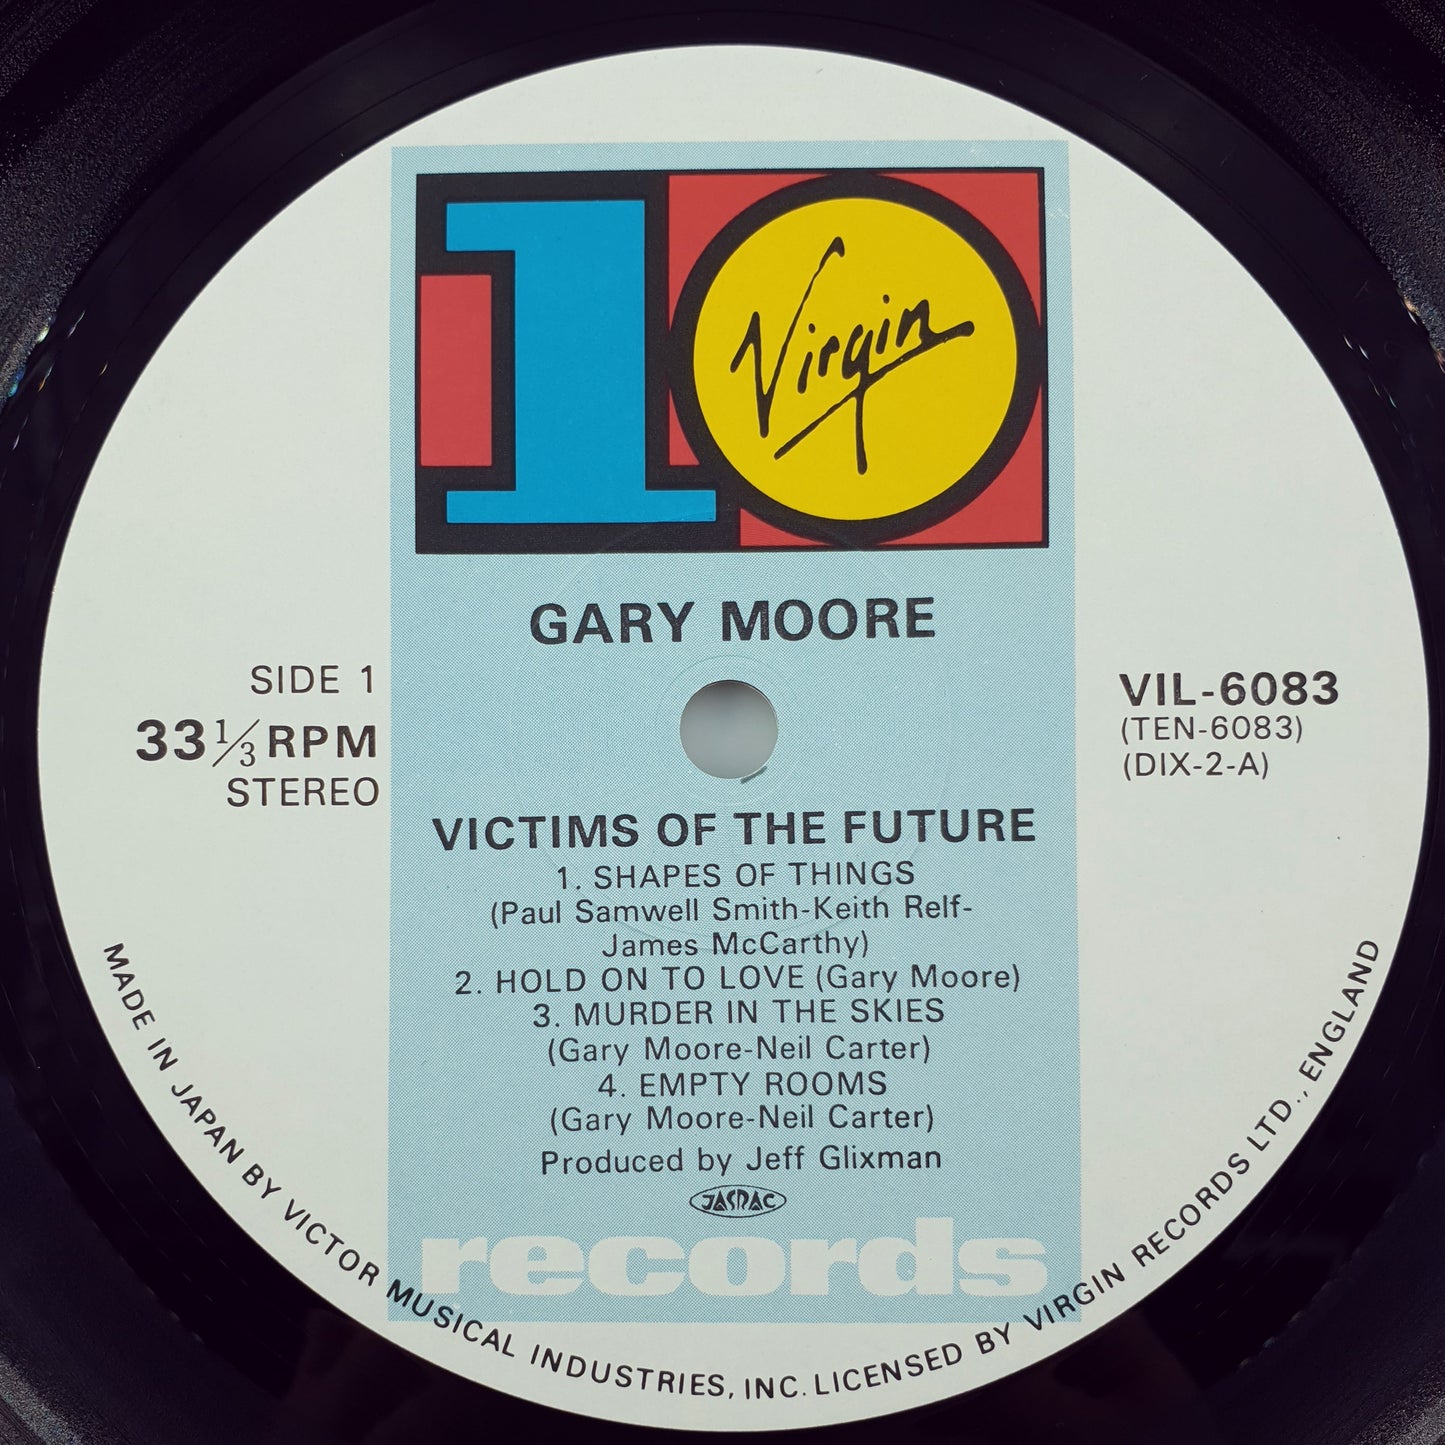 10
Virgin
GARY MOORE
SIDE 1
33 1/3 RPM
STEREO
VIL-6083
(TEN-6083)
(DIX-2-A)
VICTIMS OF THE FUTURE
1. SHAPES OF THINGS
(Paul Samwell Smith-Keith Relf-
James McCarthy)
2. HOLD ON TO LOVE (Gary Moore)
3. MURDER IN THE SKIES
(Gary Moore-Neil Carter)
4. EMPTY ROOMS
(Gary Moore-Neil Carter)
Produced by Jeff Glixman
JASRAC
records
MADE IN JAPAN BY VICTOR MUSICAL INDUSTRIES, INC. LICENSED BY VIRGIN RECORDS LTD., ENGLAND